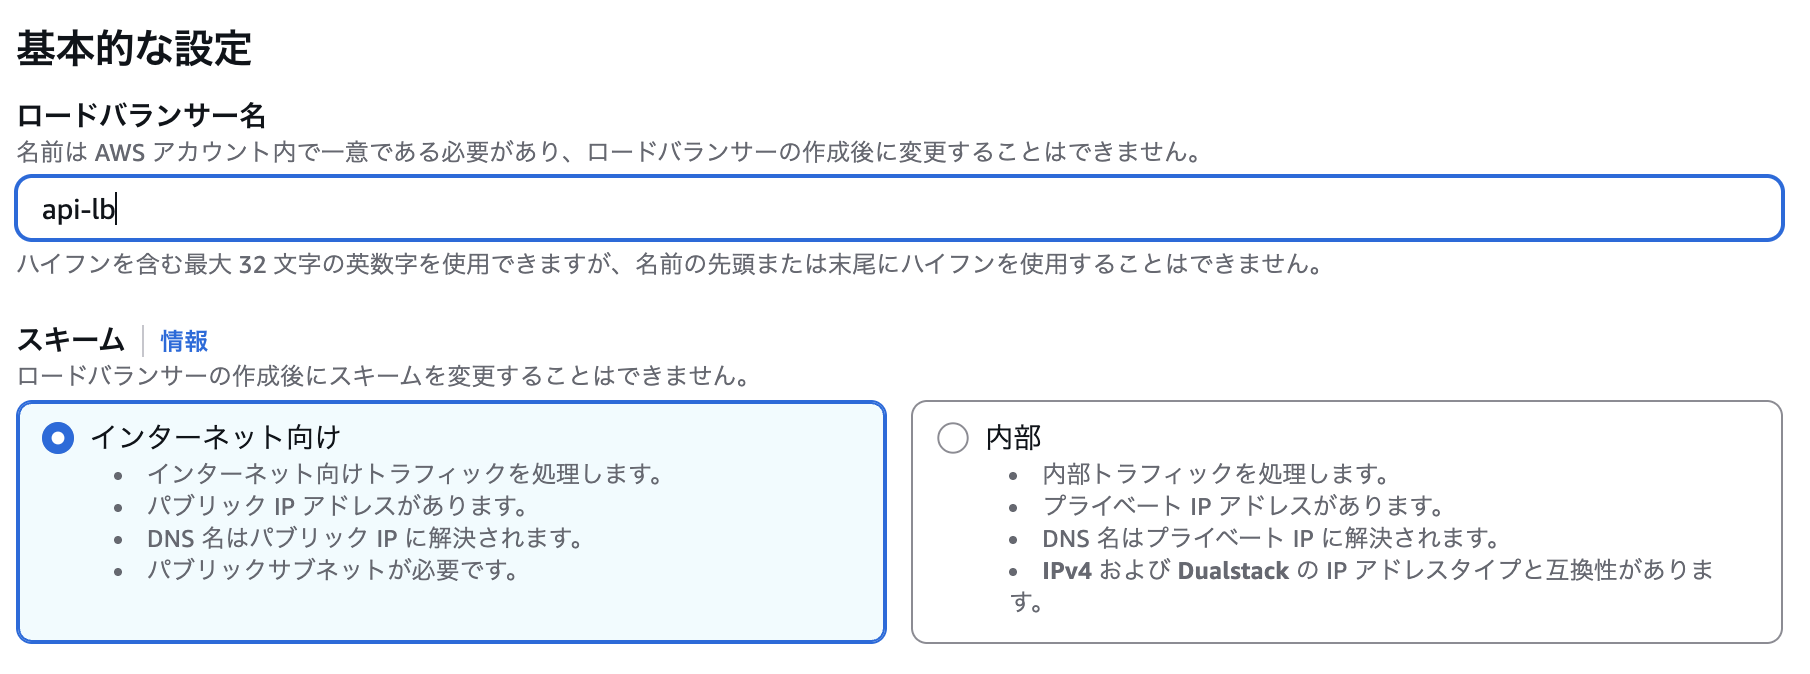 基本的な設定
ロードバランサー名
名前は AWS アカウント内で一意である必要があり、ロードバランサーの作成後に変更することはできません。
api-lb
ハイフンを含む最大 32 文字の英数字を使用できますが、名前の先頭または末尾にハイフンを使用することはできません。
スキーム 情報
ロードバランサーの作成後にスキームを変更することはできません。
インターネット向け
• インターネット向けトラフィックを処理します。
• パブリック IP アドレスがあります。
• DNS 名はパブリック IP に解決されます。
• パブリックサブネットが必要です。
内部
• 内部トラフィックを処理します。
• プライベート IP アドレスがあります。
• DNS 名はプライベート IP に解決されます。
• IPv4 および Dualstack の IP アドレスタイプと互換性がありま
す。